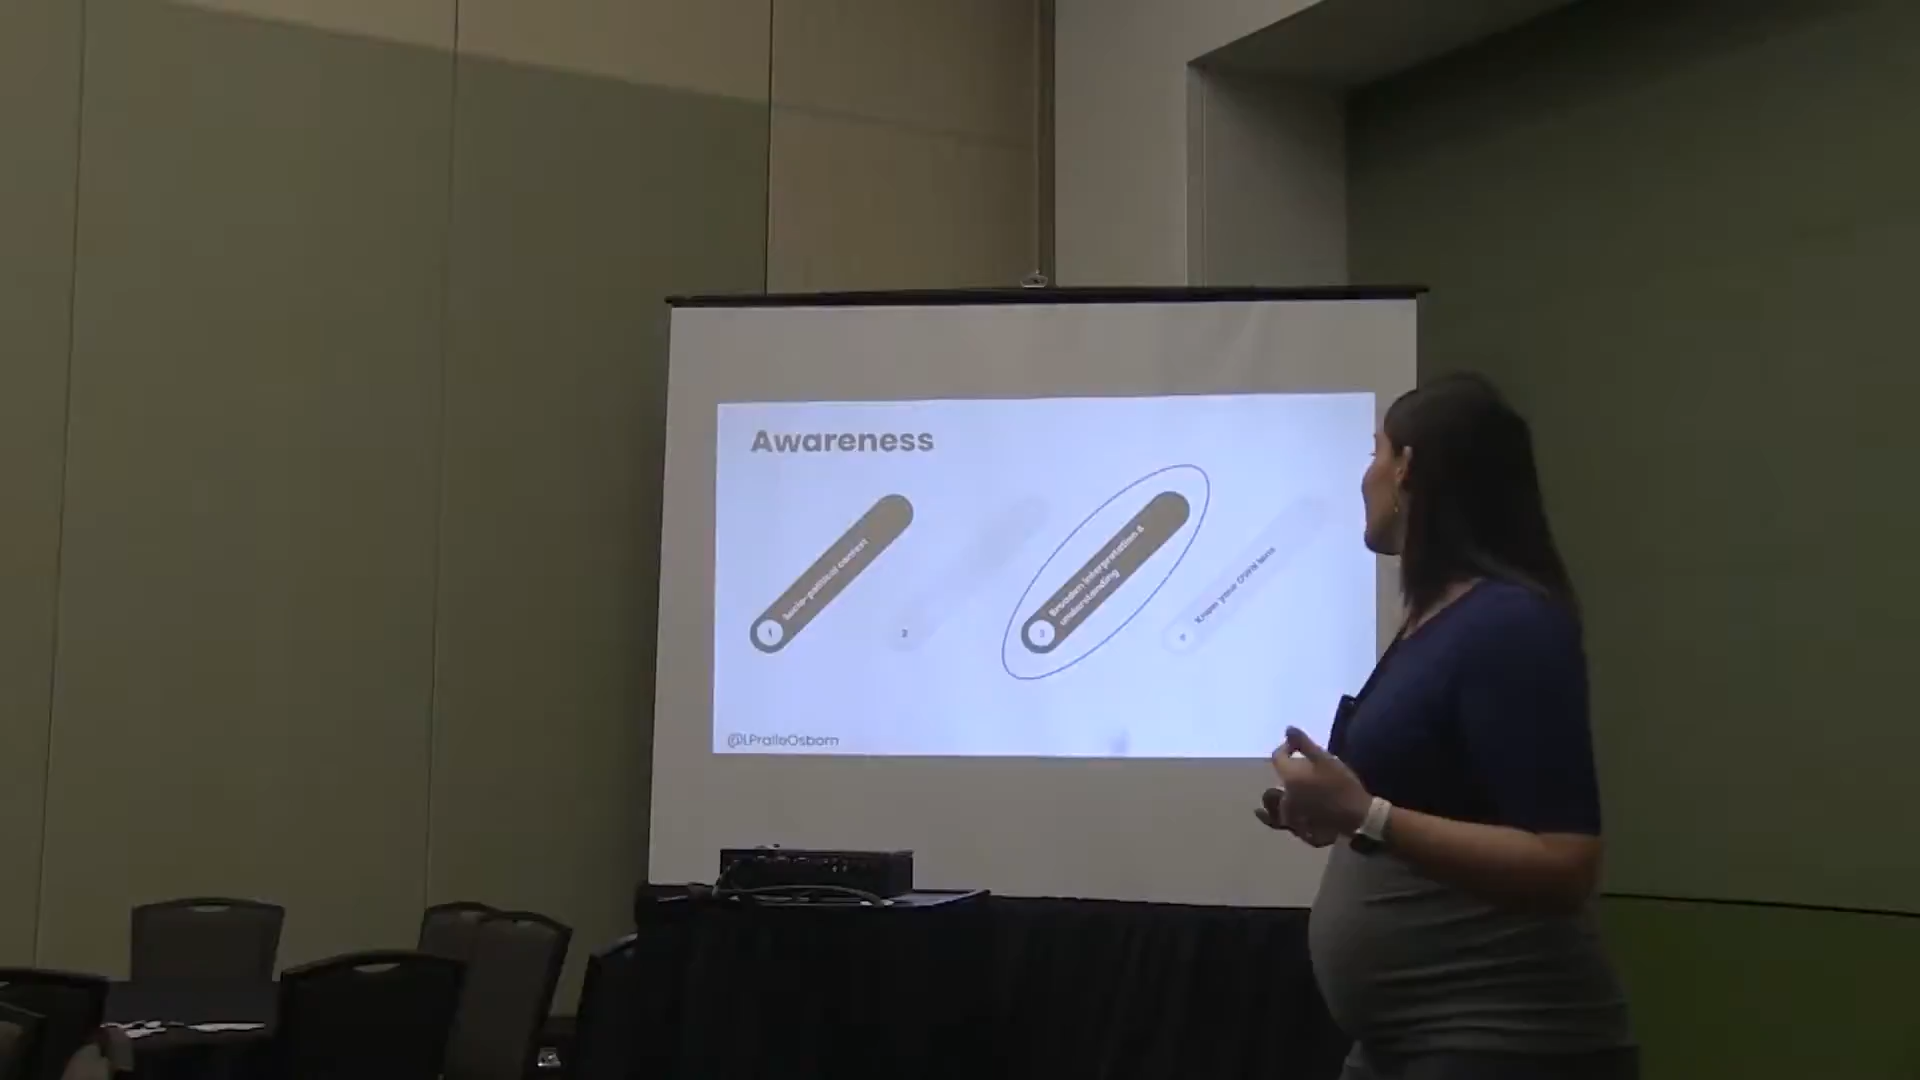 Awareness
1
Socio-political context
2
3
Broaden interpretation &
understanding
Know your OWN lens
@LPralleOsborn